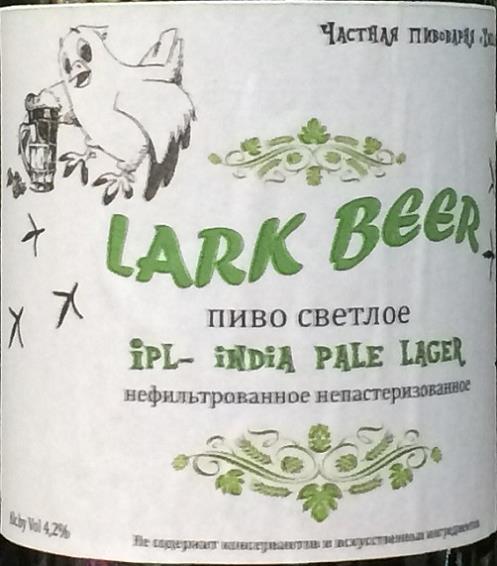 Частная пивоварня
LARK BEER
пиво светлое
iPL- iNDiA PALE LAGER
нефильтрованное непастеризованное
Alc by Vol 4,2%
Не содержит консервантов и искусственных ингредиентов